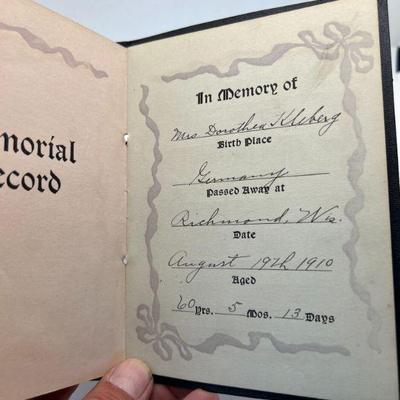 morial
ecord
In Memory of
Mrs Dorothea Kleberg
Birth Place
Germany
Passed Away at
Richmond, Wis.
Date
August 19th 1910
Aged
60 Yrs. 5 Mos. 13 Days